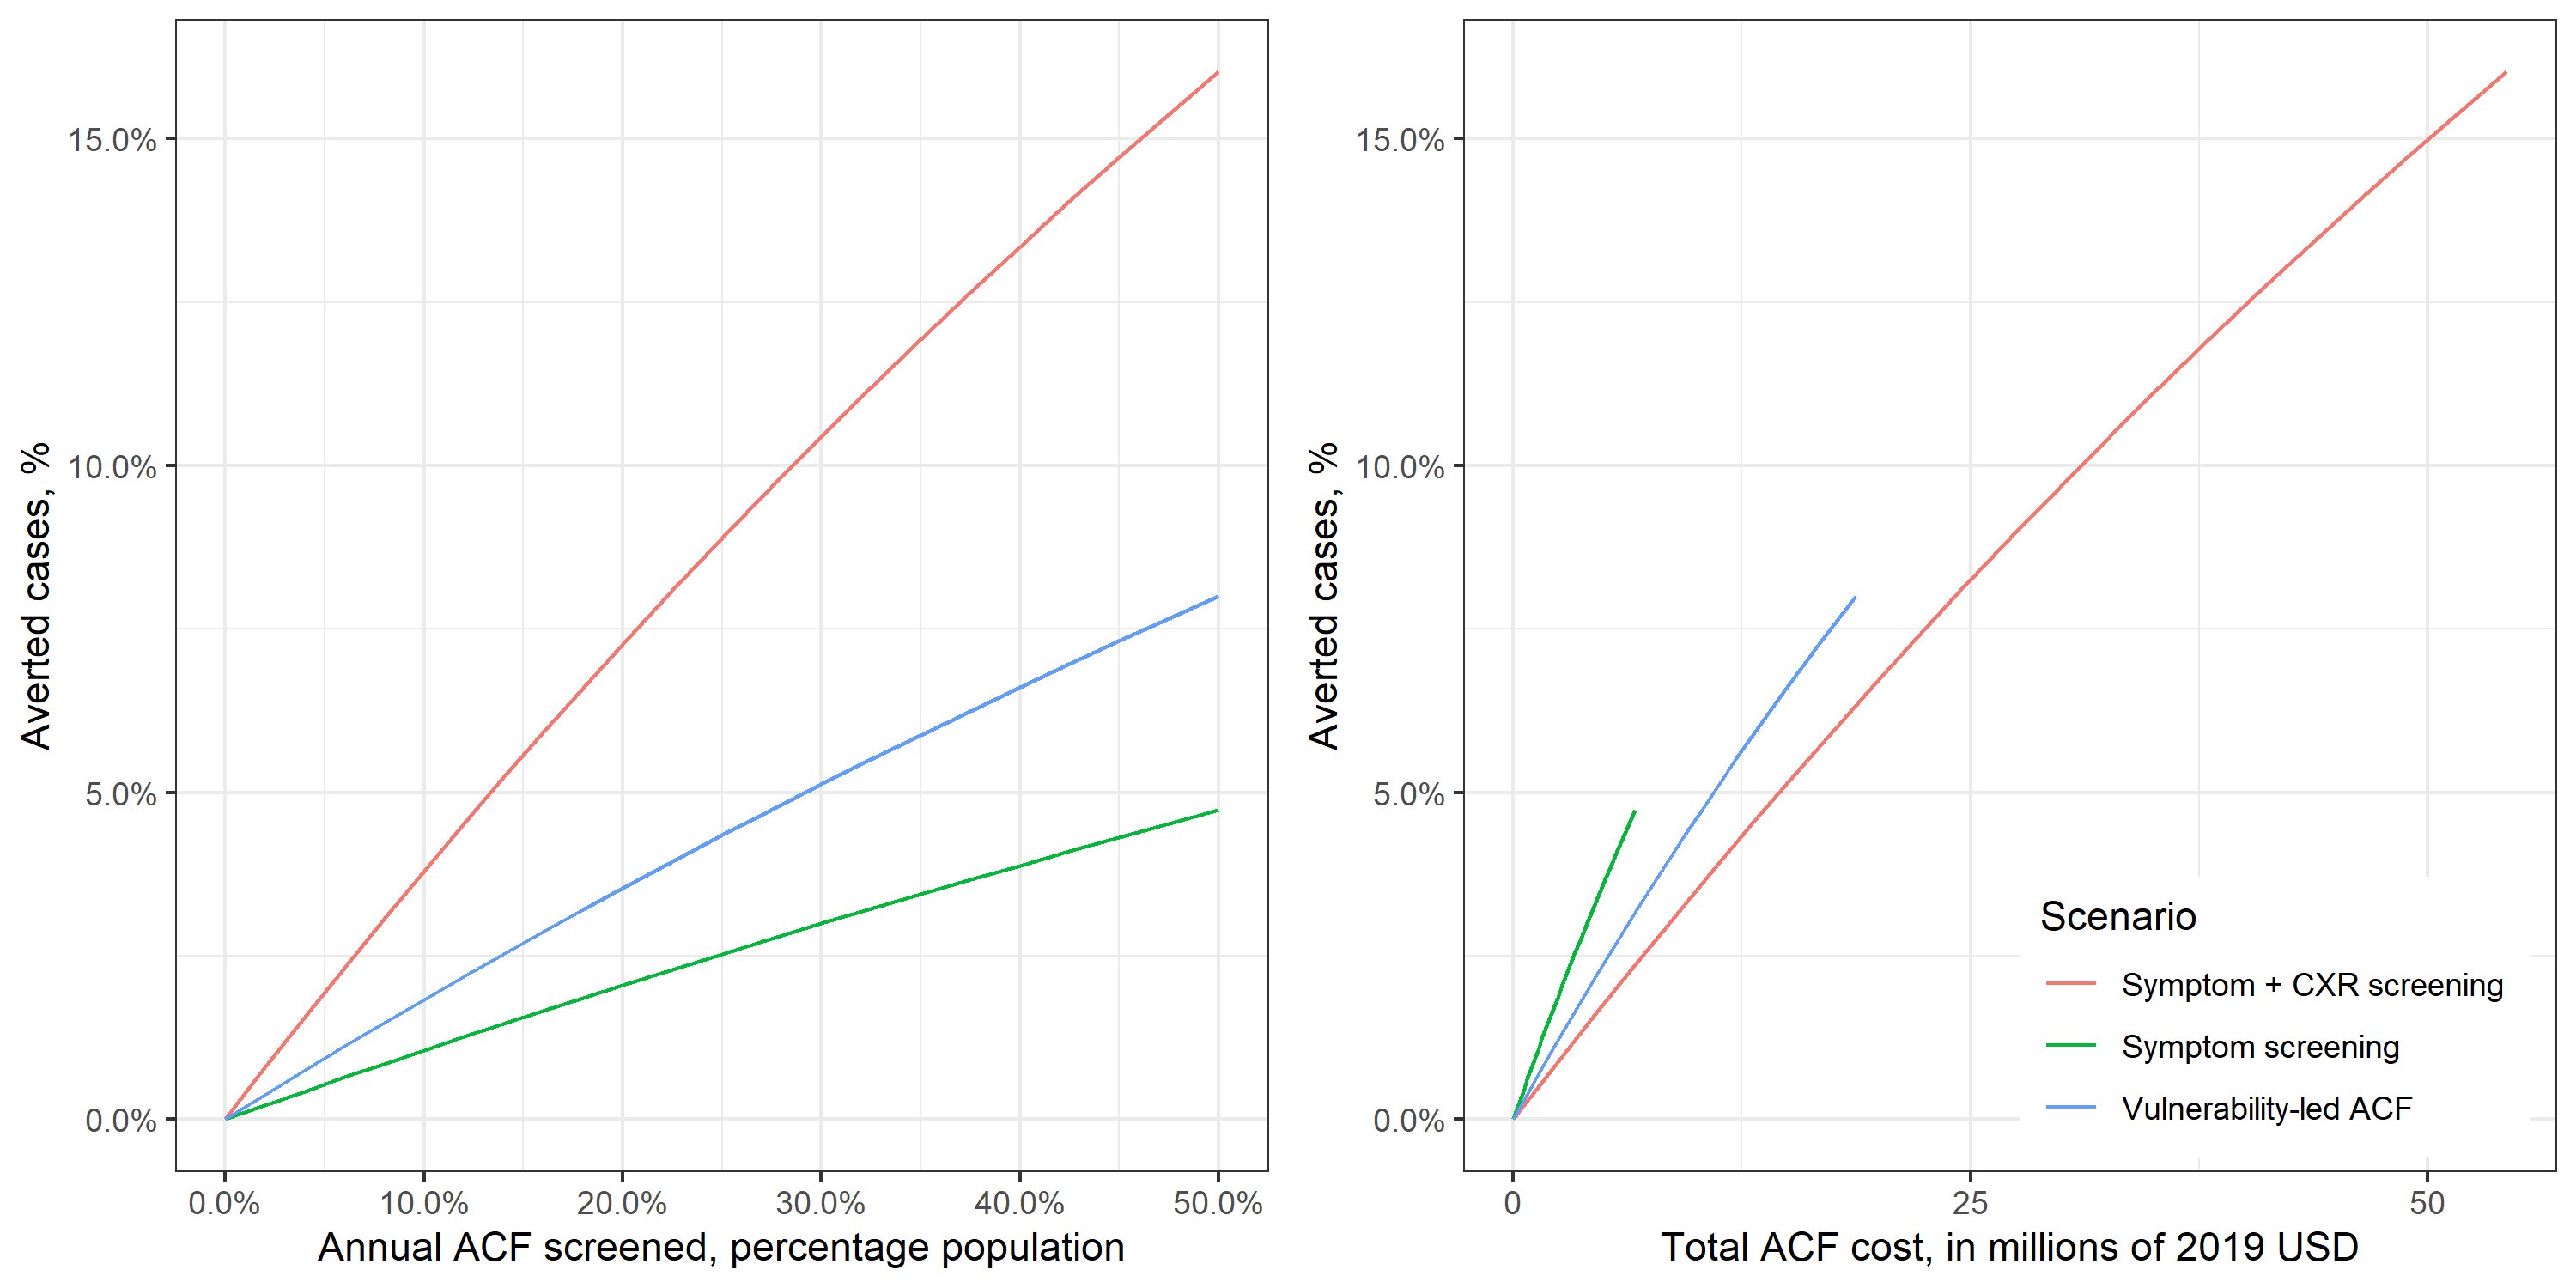 Averted cases, %
15.0%
10.0%
5.0%
0.0%
0.0% 10.0% 20.0% 30.0% 40.0% 50.0%
Annual ACF screened, percentage population
Averted cases, %
15.0%
10.0%
5.0%
0.0%
0 25 50
Total ACF cost, in millions of 2019 USD
Scenario
Symptom + CXR screening
Symptom screening
Vulnerability-led ACF